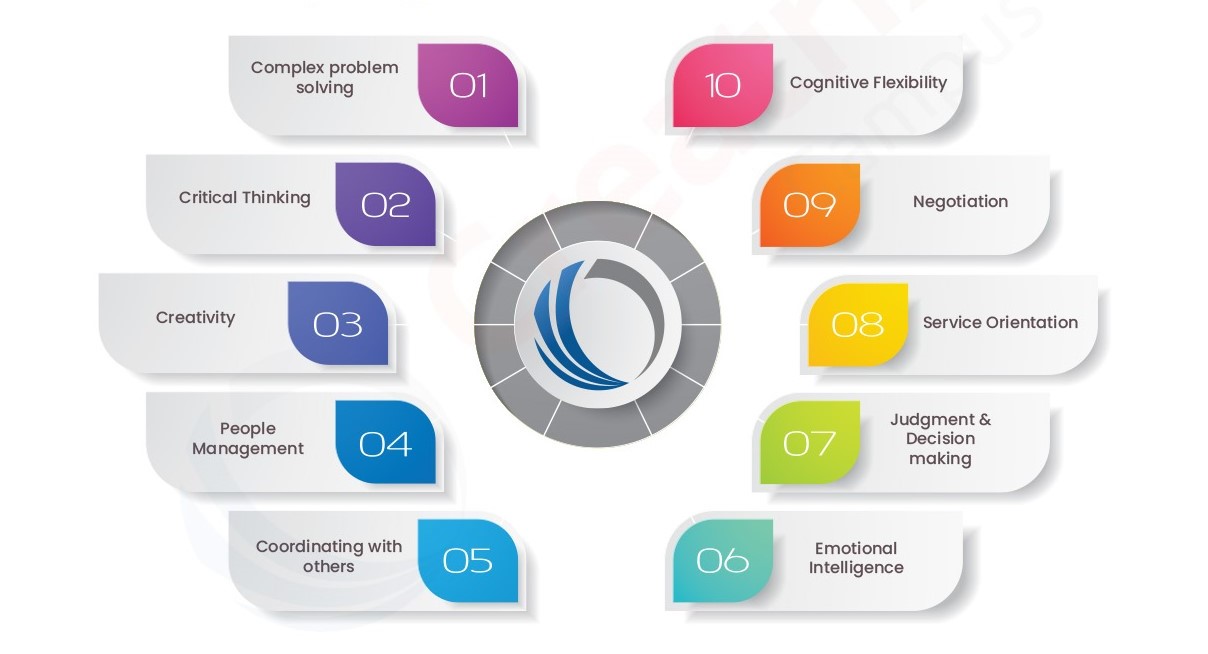 Complex problem
solving
01
Critical Thinking
02
Creativity
03
People
Management
04
Coordinating with
others
05
10
Cognitive Flexibility
09
Negotiation
08
Service Orientation
07
Judgment &
Decision
making
06
Emotional
Intelligence